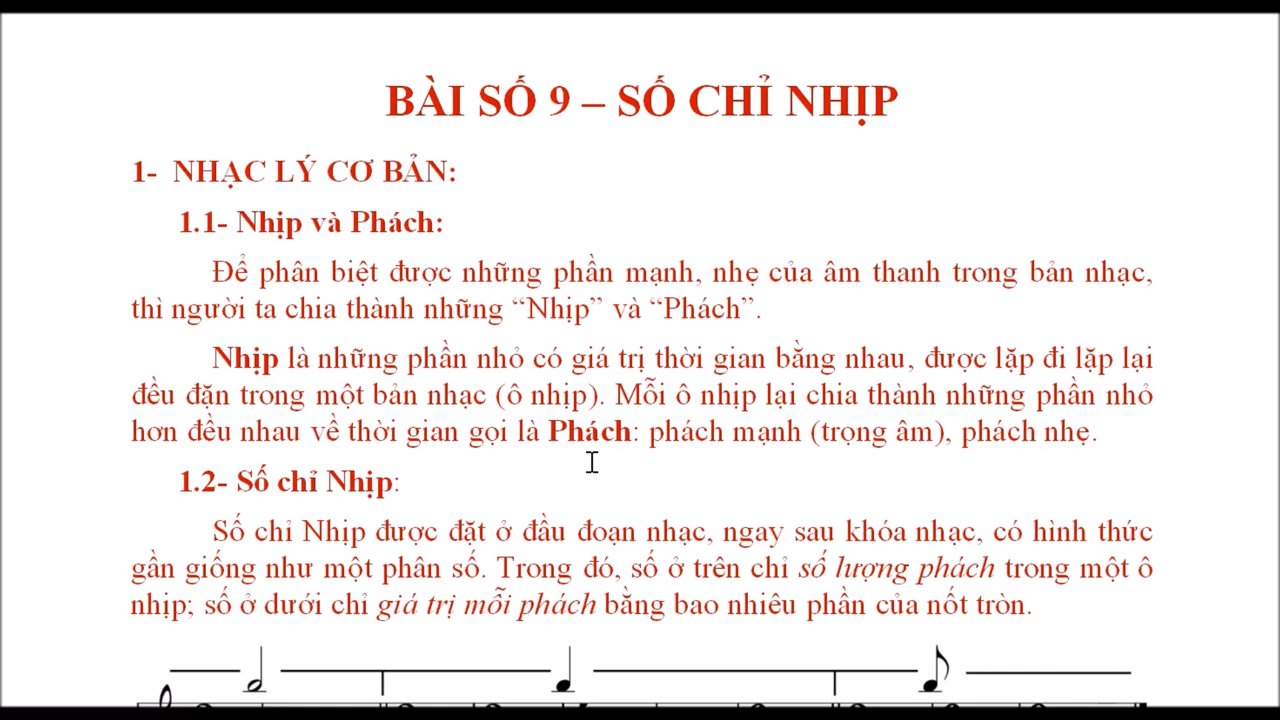 BÀI SỐ 9 – SỐ CHỈ NHỊP
1- NHẠC LÝ CƠ BẢN:
1.1- Nhịp và Phách:
Để phân biệt được những phần mạnh, nhẹ của âm thanh trong bản nhạc,
thì người ta chia thành những “Nhịp” và “Phách”.
Nhịp là những phần nhỏ có giá trị thời gian bằng nhau, được lặp đi lặp lại
đều đặn trong một bản nhạc (ô nhịp). Mỗi ô nhịp lại chia thành những phần nhỏ
hơn đều nhau về thời gian gọi là Phách: phách mạnh (trọng âm), phách nhẹ.
1.2- Số chỉ Nhịp:
Số chỉ Nhịp được đặt ở đầu đoạn nhạc, ngay sau khóa nhạc, có hình thức
gần giống như một phân số. Trong đó, số ở trên chỉ số lượng phách trong một ô
nhịp; số ở dưới chỉ giá trị mỗi phách bằng bao nhiêu phần của nốt tròn.